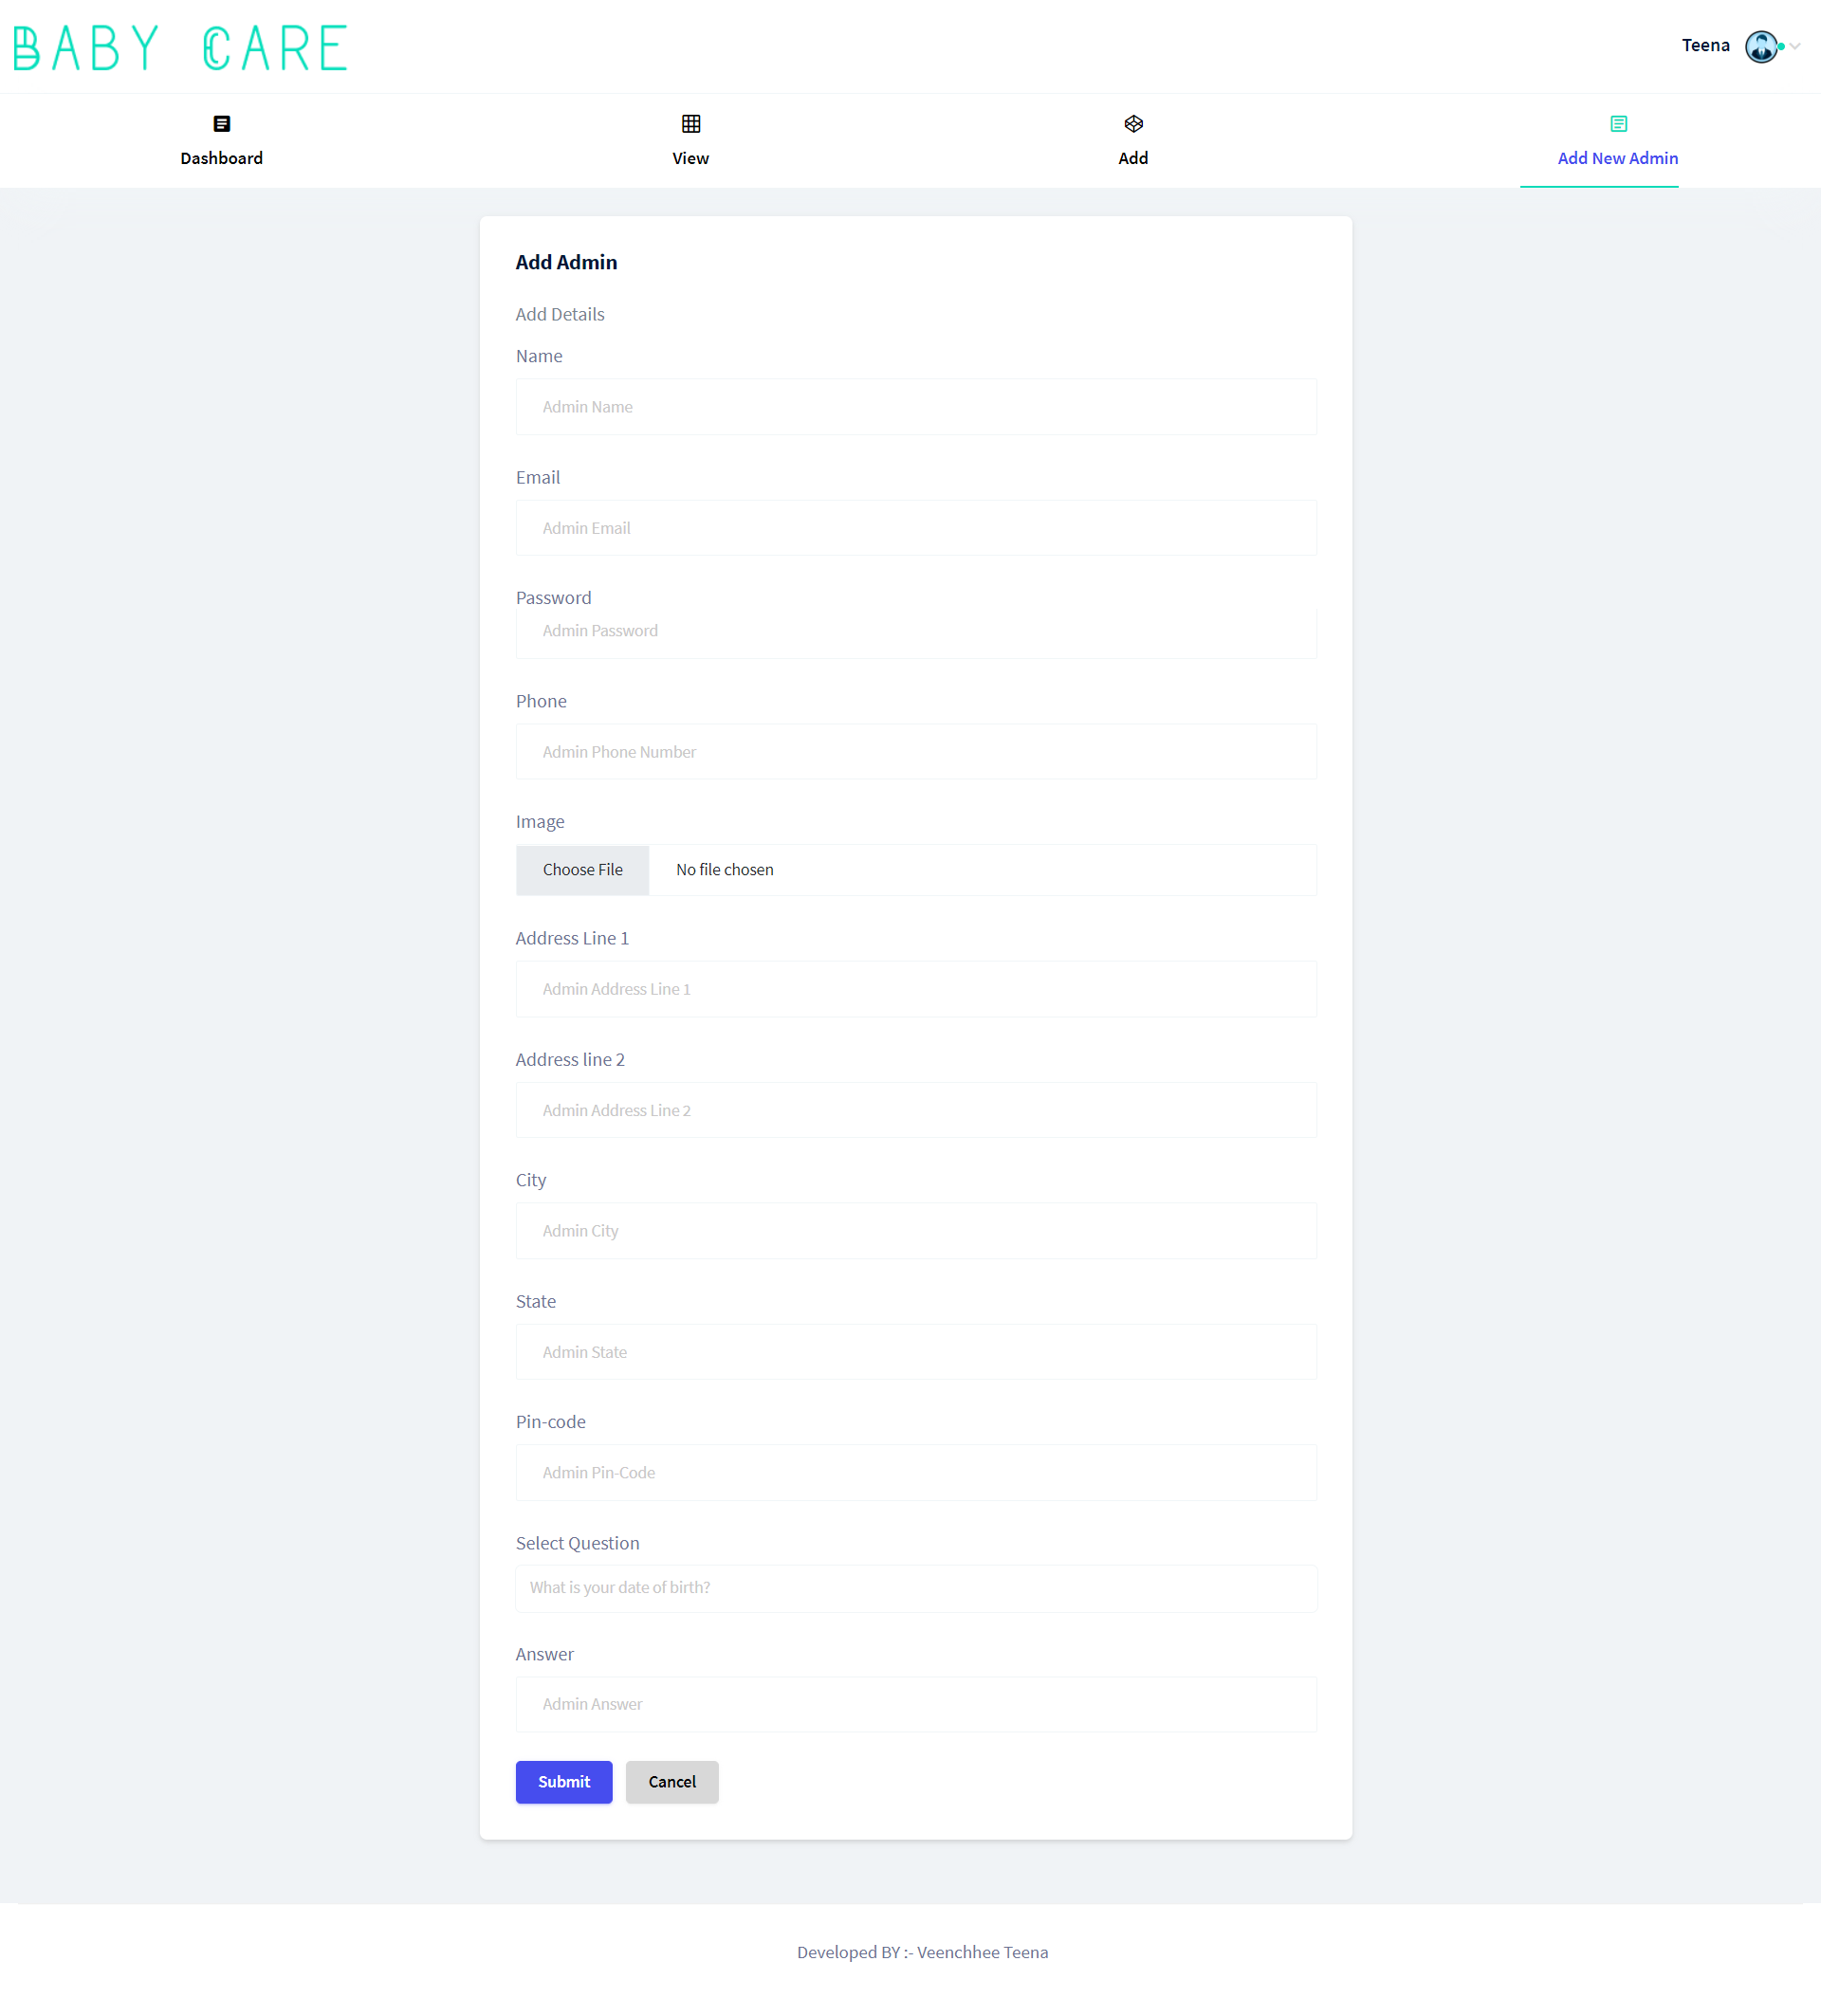 BABY CARE
Teena
Dashboard
View
Add
Add New Admin
Add Admin
Add Details
Name
Admin Name
Email
Admin Email
Password
Admin Password
Phone
Admin Phone Number
Image
Choose File No file chosen
Address Line 1
Admin Address Line 1
Address line 2
Admin Address Line 2
City
Admin City
State
Admin State
Pin-code
Admin Pin-Code
Select Question
What is your date of birth?
Answer
Admin Answer
Submit Cancel
Developed BY :- Veenchhee Teena